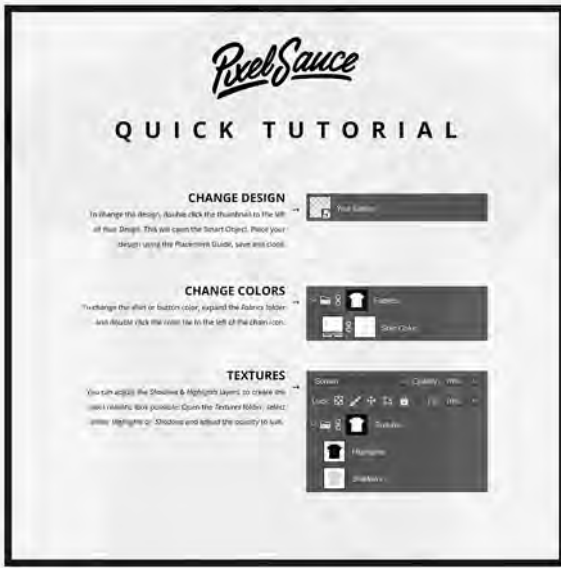 Pixel Sauce
QUICK TUTORIAL
CHANGE DESIGN
To change the design, double click the thumbnail to the left
of Your Design. This will open the Smart Object. Place your
design using the Placement Guide, save and close.
Your Design
CHANGE COLORS
To change the shirt or button color, expand the Fabrics folder
and double click the color tile to the left of the chain icon.
Fabrics
Shirt Color
TEXTURES
You can adjust the Shadows & Highlights layers, to create the
most realistic look possible. Open the Textures folder, select
either Highlights or Shadows and adjust the opacity to suit.
Screen Opacity:
Lock:
Textures
Highlights
Shadows